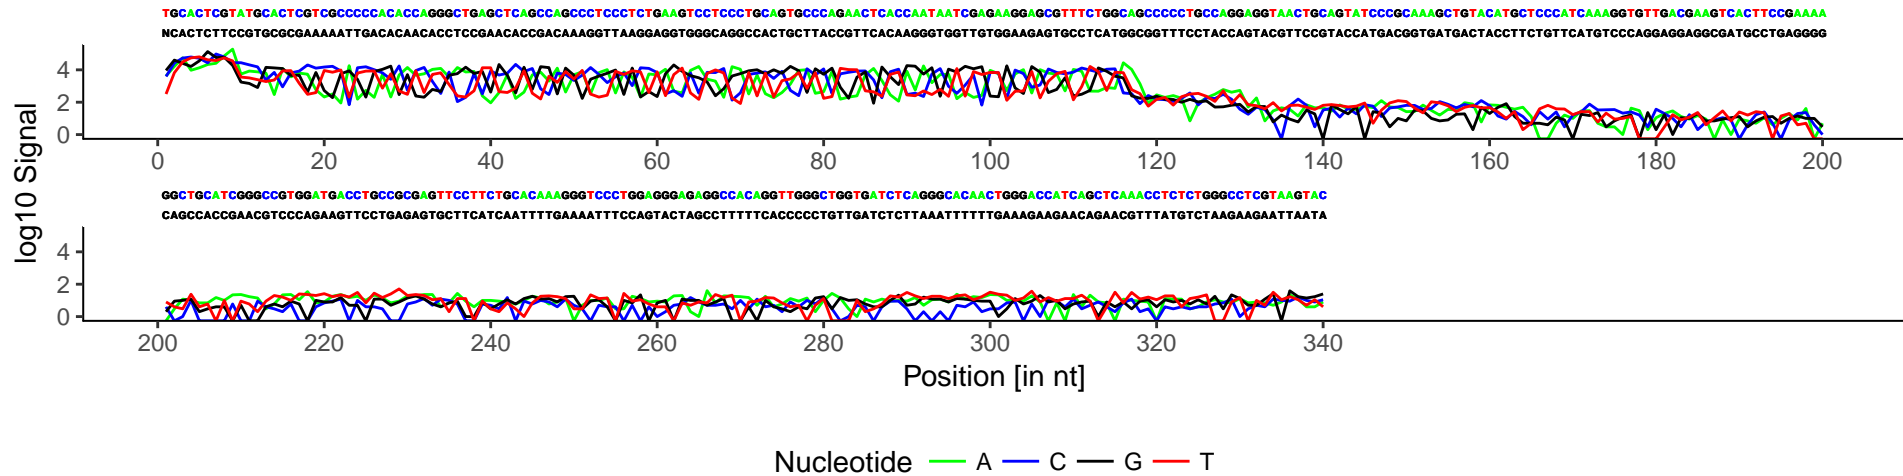 TGCACTCGTATGCACTCGTCGCCCCCACACCAGGGCTGAGCTCAGCCAGCCCTCCCTCTGAAGTCCTCCCTGCAGTGCCCAGAACTCACCAATAATCGAGAAGGAGCGTTTCTGGCAGCCCCCTGCCAGGAGGTAACTGCAGTATCCCGCAAAGCTGTACATGCTCCCATCAAAGGTGTTGACGAAGTCACTTCCGAAAA
NCACTCTTCCGTGCGCGAAAAATTGACACAACACCTCCGAACACCGACAAAGGTTAAGGAGGTGGGCAGGCCACTGCTTACCGTTCACAAGGGTGGTTGTGGAAGAGTGCCTCATGGCGGTTTCCTACCAGTACGTTCCGTACCATGACGGTGATGACTACCTTCTGTTCATGTCCCAGGAGGAGGCGATGCCTGAGGGG
4
2
0
0 20 40 60 80 100 120 140 160 180 200
log10 Signal
GGCTGCATCGGGCCGTGGATGACCTGCCGCGAGTTCCTTCTGCACAAAGGGTCCCTGGAGGGAGAGGCCACAGGTTGGGCTGGTGATCTCAGGGCACAACTGGGACCATCAGCTCAAACCTCTCTGGGCCTCGTAAGTAC
CAGCCACCGAACGTCCCAGAAGTTCCTGAGAGTGCTTCATCAATTTTGAAAATTTCCAGTACTAGCCTTTTTCACCCCCTGTTGATCTCTTAAATTTTTTGAAAGAAGAACAGAACGTTTATGTCTAAGAAGAATTAATA
4
2
0
200 220 240 260 280 300 320 340
Position [in nt]
Nucleotide A C G T